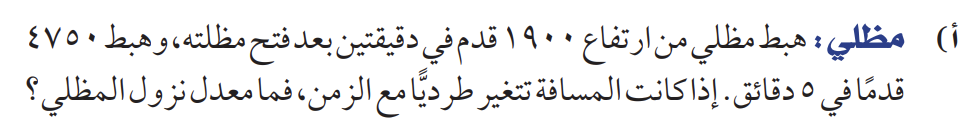 أ) مظلي: هبط مظلي من ارتفاع ١٩٠٠ قدم في دقيقتين بعد فتح مظلته، وهبط ٤٧٥٠
قدمًا في ٥ دقائق. إذا كانت المسافة تتغير طرديًّا مع الزمن، فما معدل نزول المظلي؟